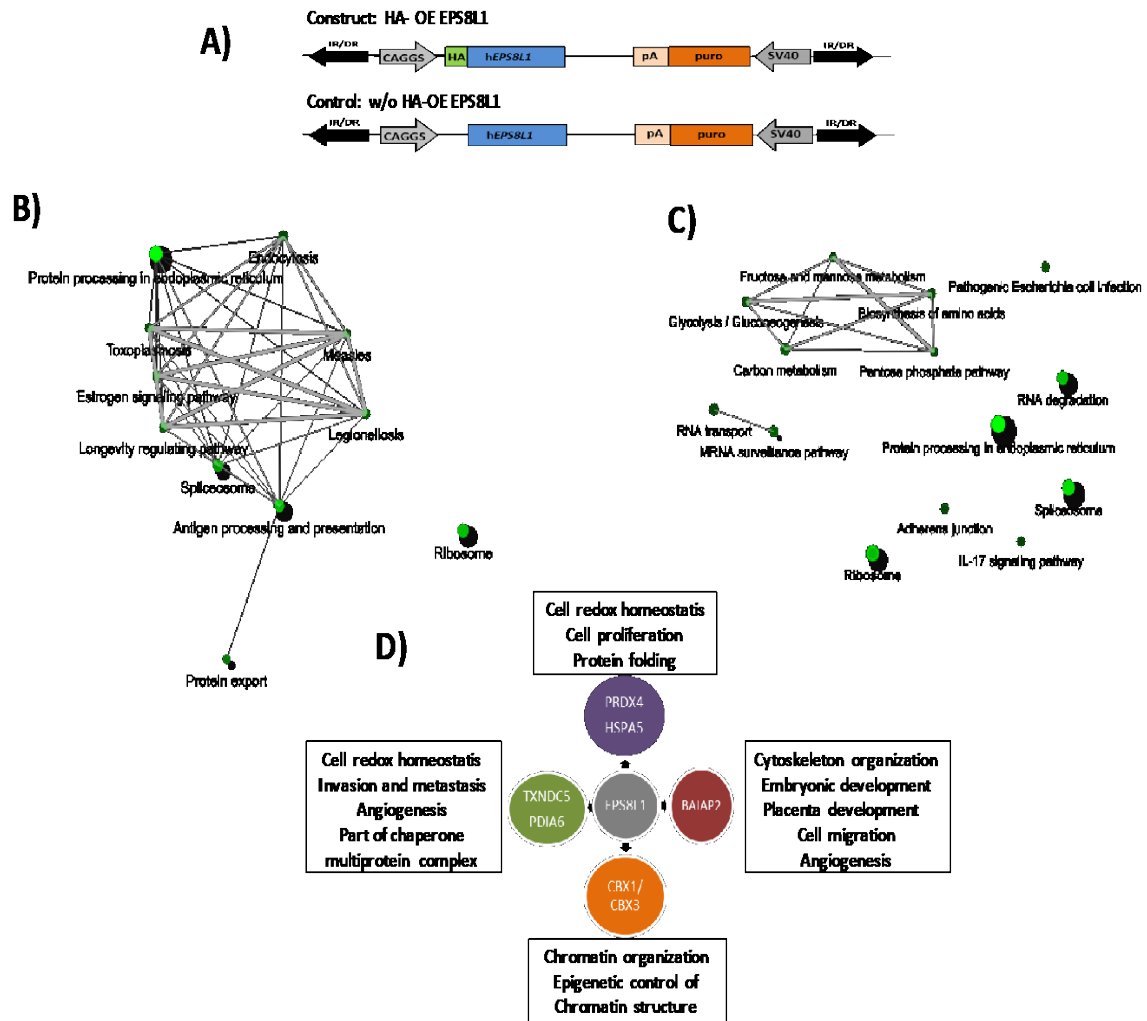 A)
Construct: HA- OE EPS8L1
IR/DR
CAGGS
HA
hEPS8L1
pA
puro
SV40
IR/DR
Control: w/o HA-OE EPS8L1
IR/DR
CAGGS
hEPS8L1
pA
puro
SV40
IR/DR
B)
Endocytosis
Protein processing in endoplasmic reticulum
Toxoplasmosis
Measles
Estrogen signaling pathway
Legionellosis
Longevity regulating pathway
Spliceosome
Antigen processing and presentation
Ribosome
Protein export
C)
Fructose and mannose metabolism
Pathogenic Escherichia coli infection
Glycolysis / Gluconeogenesis
Biosynthesis of amino acids
Carbon metabolism
Pentose phosphate pathway
RNA degradation
RNA transport
MRNA surveillance pathway
Protein processing in endoplasmic reticulum
Spliceosome
Adherens junction
IL-17 signaling pathway
Ribosome
D)
Cell redox homeostatis
Cell proliferation
Protein folding
PRDX4
HSPA5
Cell redox homeostatis
Invasion and metastasis
Angiogenesis
Part of chaperone
multiprotein complex
TXNDC5
PDIA6
EPS8L1
BAIAP2
Cytoskeleton organization
Embryonic development
Placenta development
Cell migration
Angiogenesis
CBX1/
CBX3
Chromatin organization
Epigenetic control of
Chromatin structure